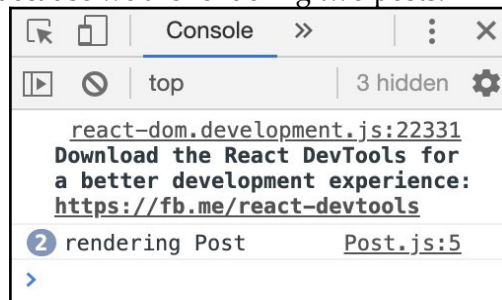 Console »
top 3 hidden
react-dom.development.js:22331
Download the React DevTools for
a better development experience:
https://fb.me/react-devtools
2 rendering Post Post.js:5
>